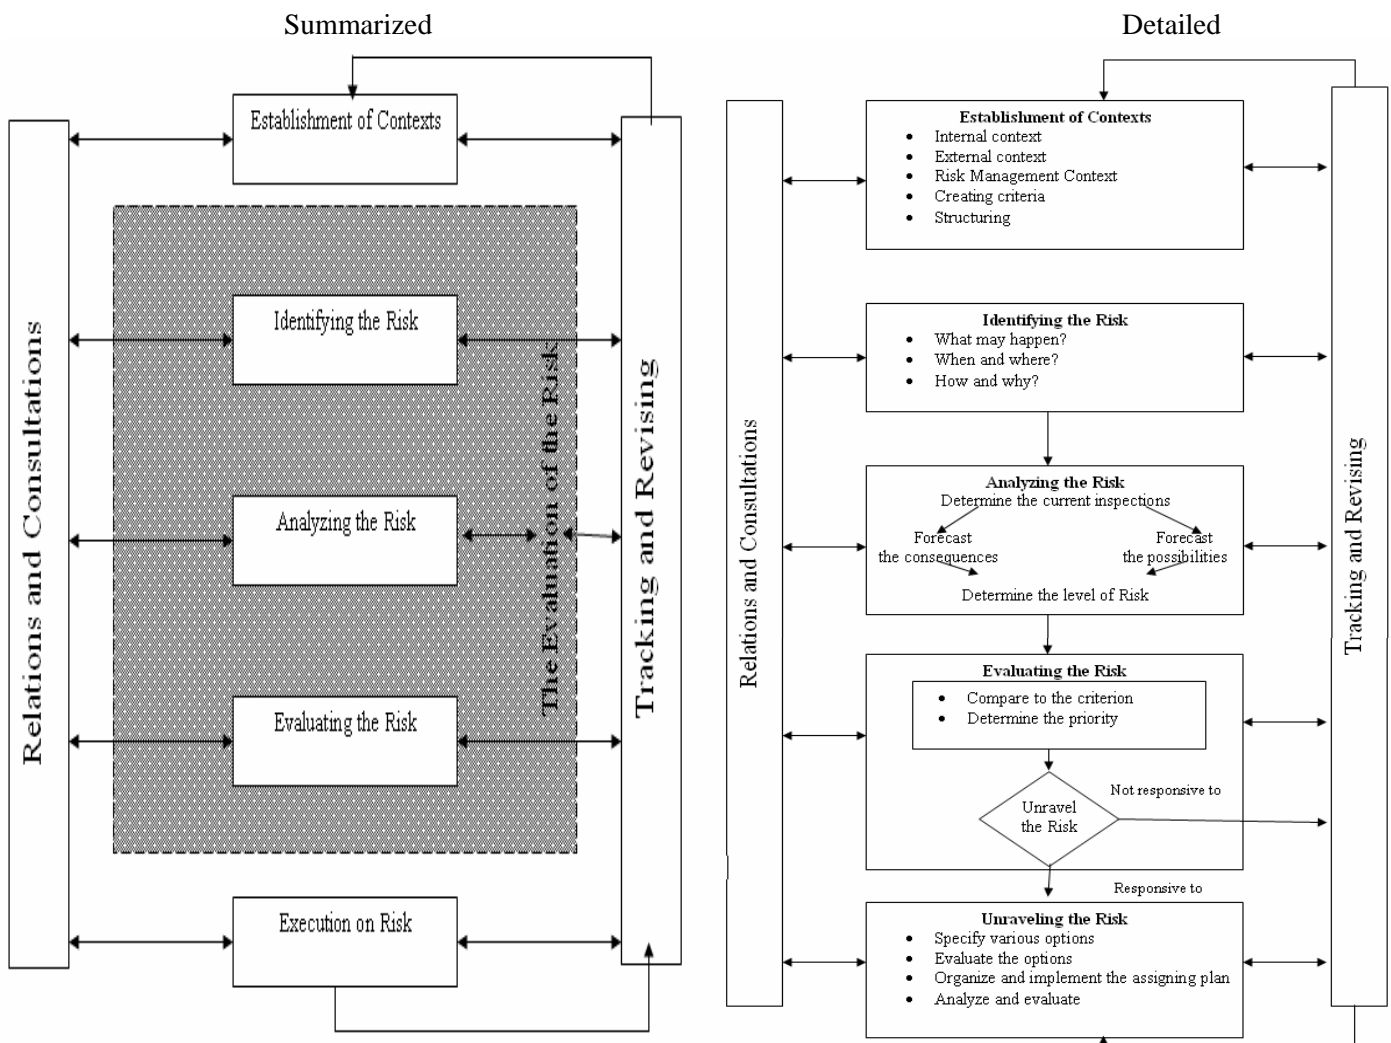 Summarized
Establishment of Contexts
Identifying the Risk
Analyzing the Risk
Evaluating the Risk
Execution on Risk
Relations and Consultations
The Evaluation of the Risk
Tracking and Revising
Detailed
Establishment of Contexts
• Internal context
• External context
• Risk Management Context
• Creating criteria
• Structuring
Identifying the Risk
• What may happen?
• When and where?
• How and why?
Analyzing the Risk
Determine the current inspections
Forecast
the consequences
Forecast
the possibilities
Determine the level of Risk
Evaluating the Risk
• Compare to the criterion
• Determine the priority
Unravel
the Risk
Not responsive to
Responsive to
Unraveling the Risk
• Specify various options
• Evaluate the options
• Organize and implement the assigning plan
• Analyze and evaluate
Relations and Consultations
Tracking and Revising